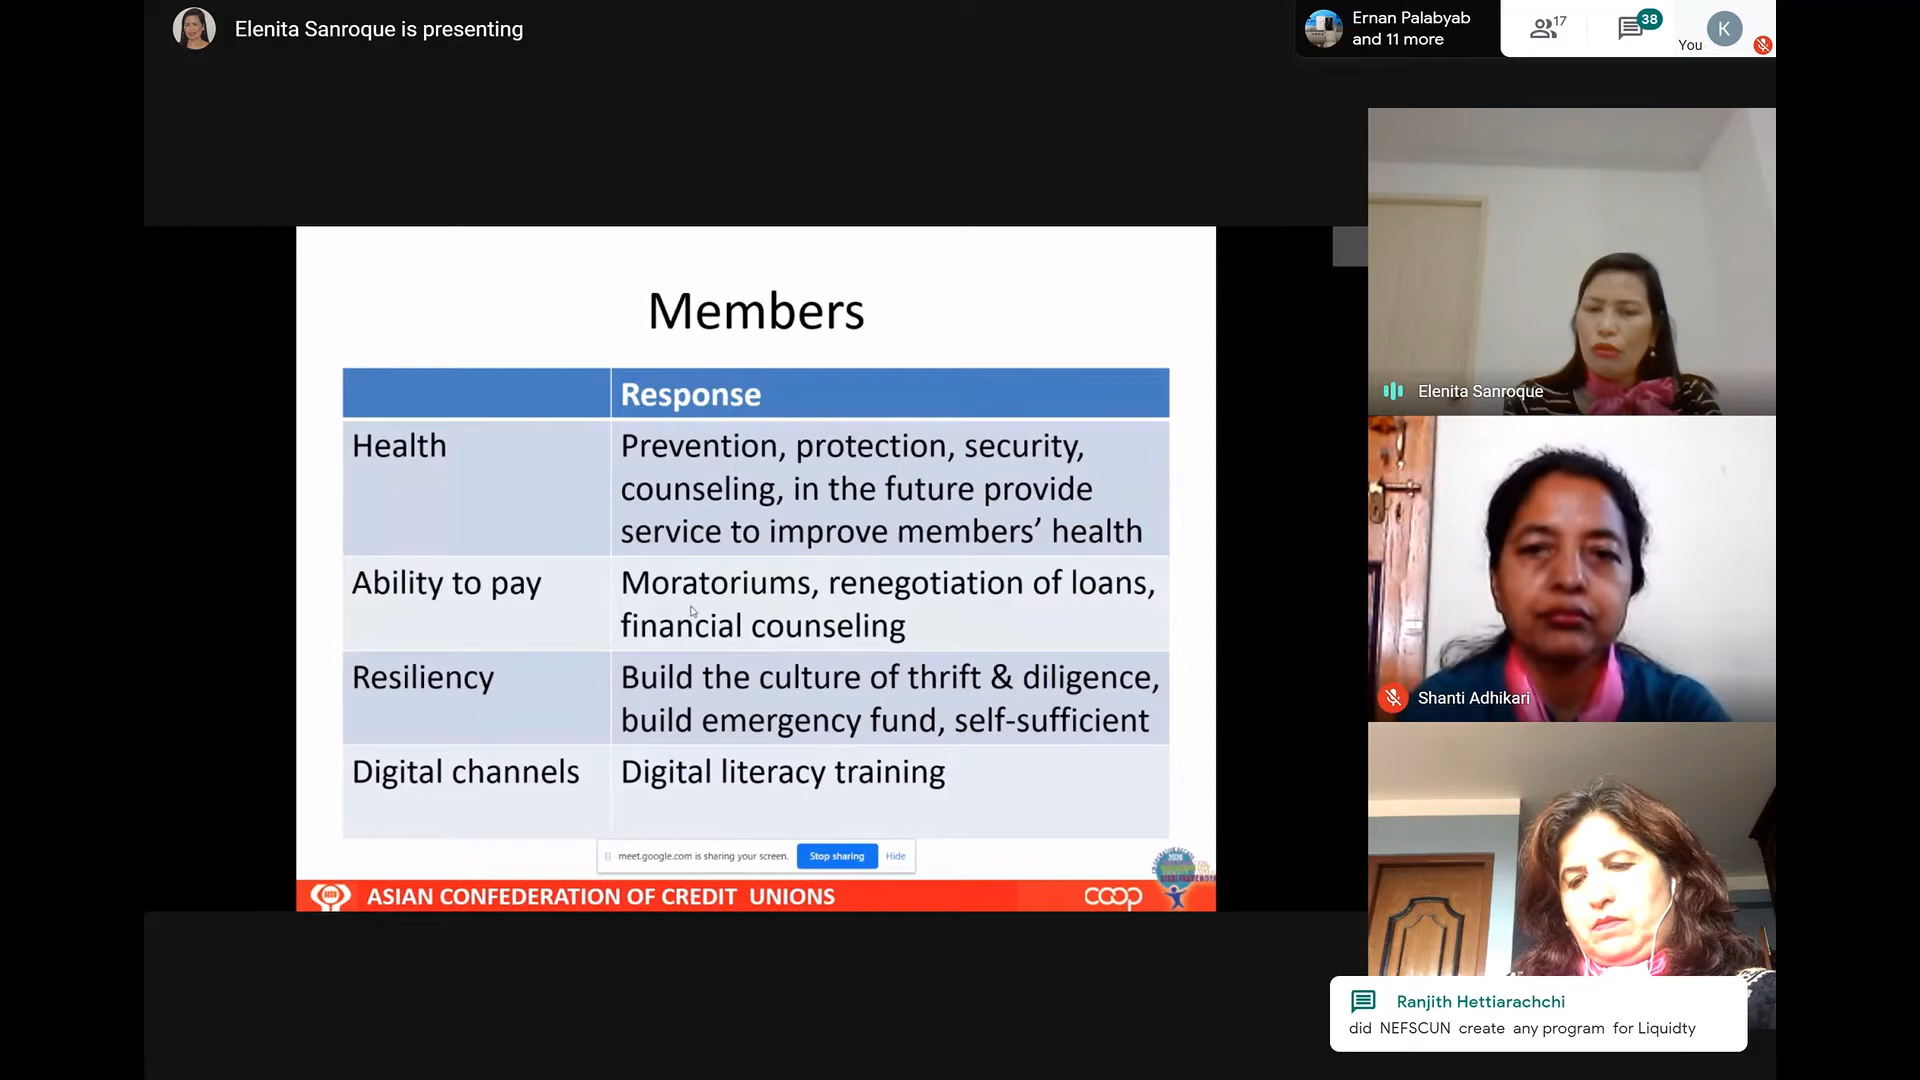 Elenita Sanroque is presenting
Ernan Palabyab
and 11 more
17
38
You
K
Members
Response
Health
Prevention, protection, security,
counseling, in the future provide
service to improve members’ health
Ability to pay
Moratoriums, renegotiation of loans,
financial counseling
Resiliency
Build the culture of thrift & diligence,
build emergency fund, self-sufficient
Digital channels
Digital literacy training
meet.google.com is sharing your screen.
Stop sharing
Hide
ASIAN CONFEDERATION OF CREDIT UNIONS
coop
Elenita Sanroque
Shanti Adhikari
Ranjith Hettiarachchi
did NEFSCUN create any program for Liquidty